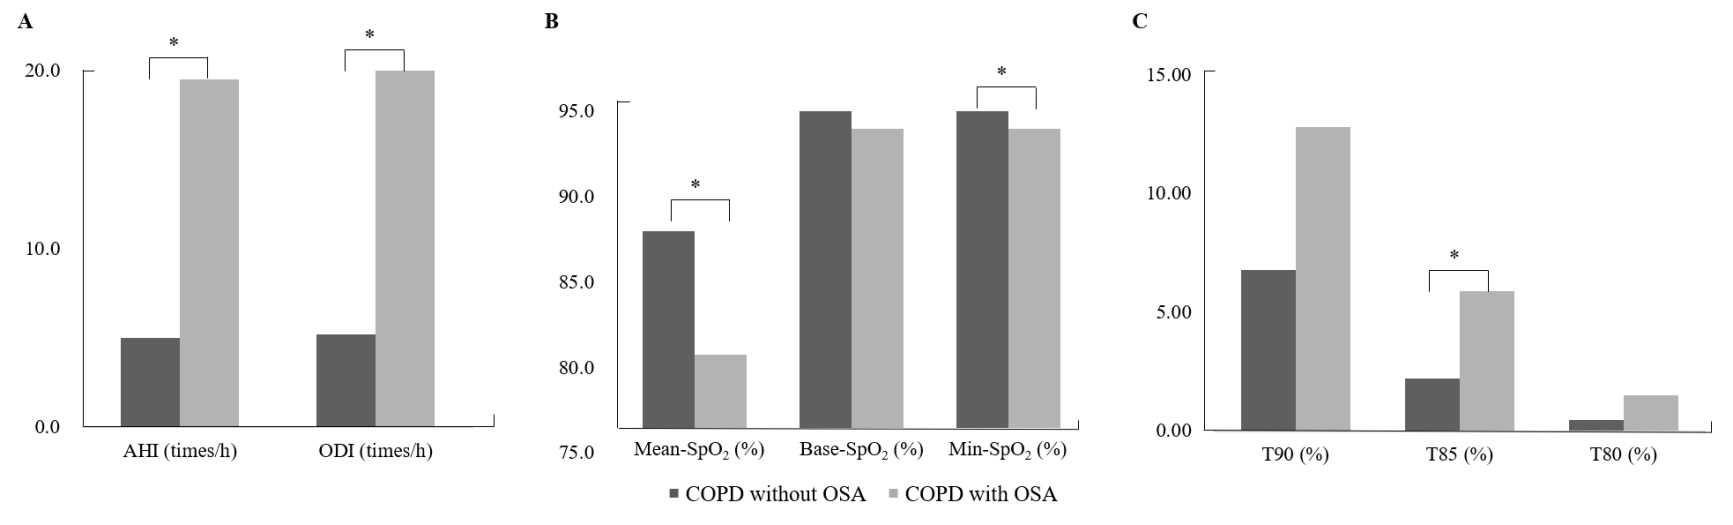 A
*
*
20.0
10.0
0.0
AHI (times/h) ODI (times/h)
B
*
*
95.0
90.0
85.0
80.0
75.0
Mean-SpO₂ (%) Base-SpO₂ (%) Min-SpO₂ (%)
C
*
15.00
10.00
5.00
0.00
T90 (%) T85 (%) T80 (%)
COPD without OSA COPD with OSA